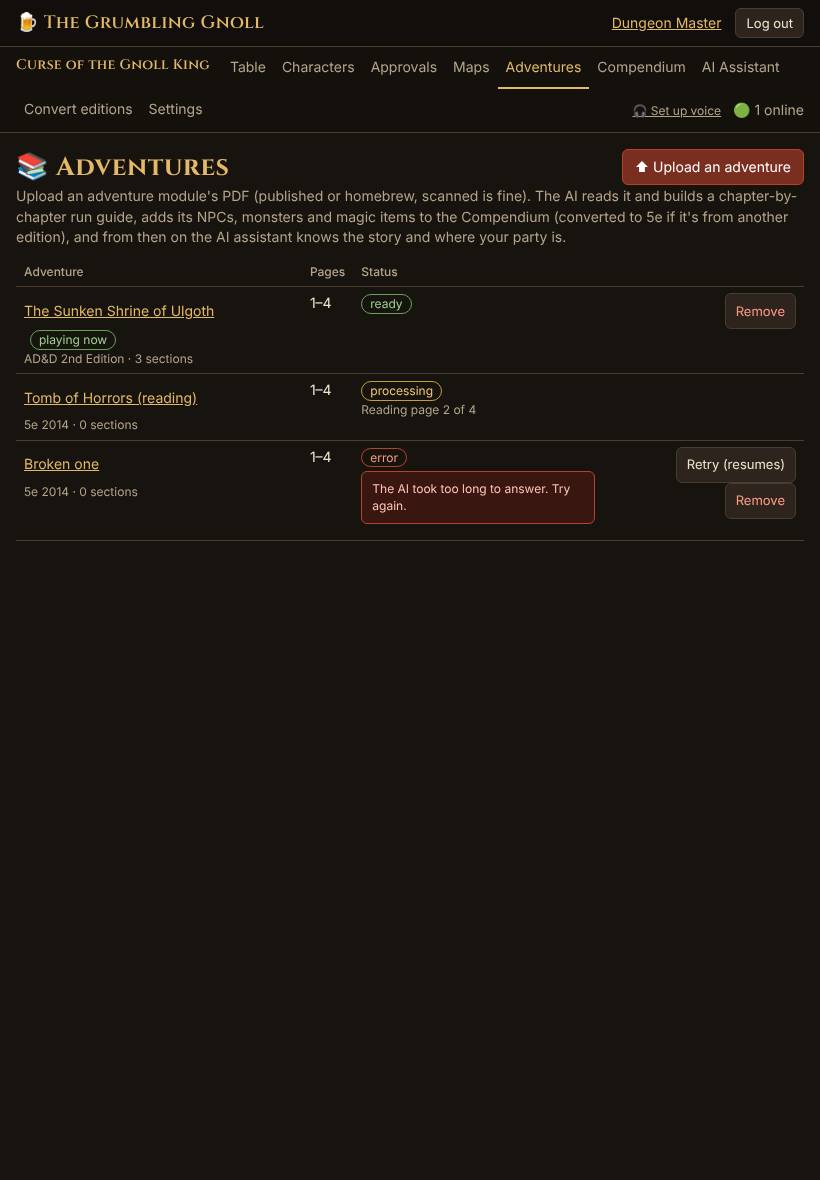 The Grumbling Gnoll
Dungeon Master
Log out
Curse of the Gnoll King
Table
Characters
Approvals
Maps
Adventures
Compendium
AI Assistant
Convert editions
Settings
Set up voice
1 online
Adventures
Upload an adventure
Upload an adventure module's PDF (published or homebrew, scanned is fine). The AI reads it and builds a chapter-by-
chapter run guide, adds its NPCs, monsters and magic items to the Compendium (converted to 5e if it's from another
edition), and from then on the AI assistant knows the story and where your party is.
Adventure
Pages
Status
The Sunken Shrine of Ulgoth
1–4
ready
Remove
playing now
AD&D 2nd Edition · 3 sections
Tomb of Horrors (reading)
1–4
processing
Reading page 2 of 4
5e 2014 · 0 sections
Broken one
1–4
error
Retry (resumes)
5e 2014 · 0 sections
The AI took too long to answer. Try
again.
Remove